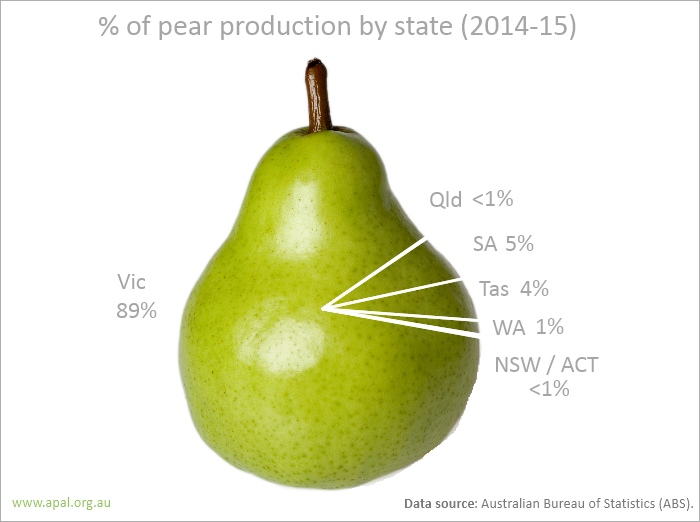 % of pear production by state (2014-15)
Qld <1%
SA 5%
Vic
89%
Tas 4%
WA 1%
NSW / ACT
<1%
www.apal.org.au
Data source: Australian Bureau of Statistics (ABS).